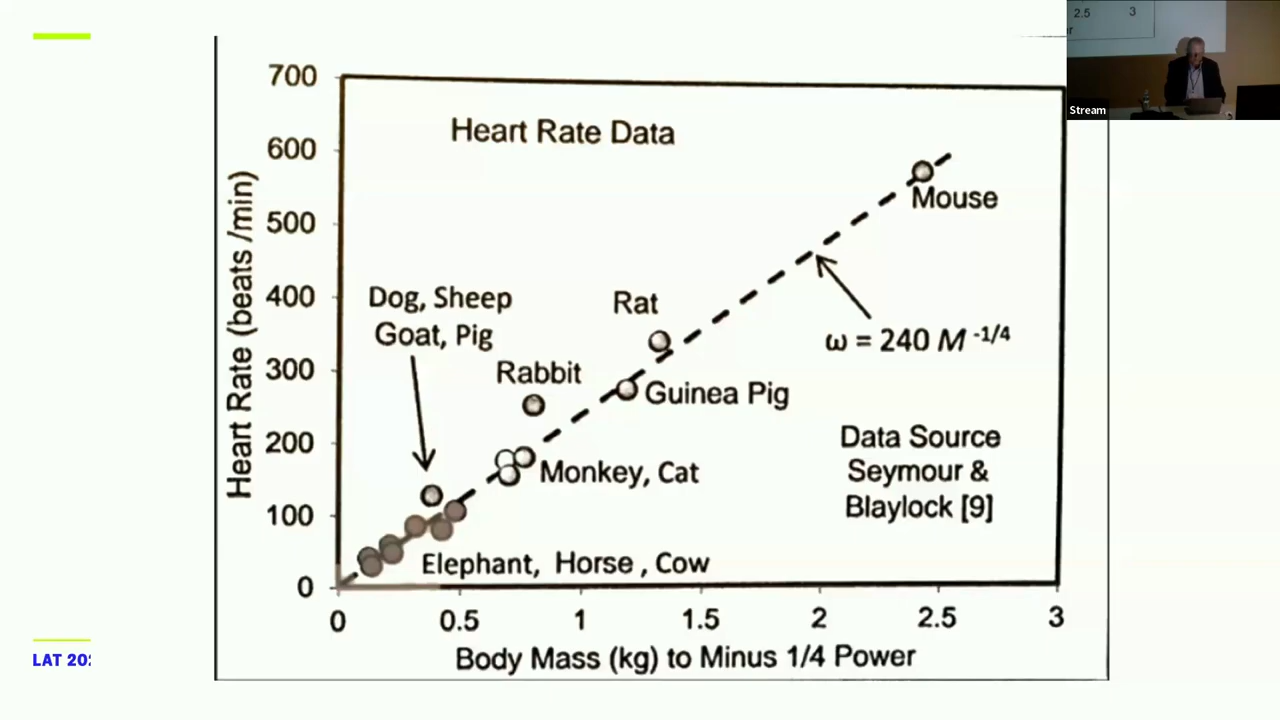 2.5 3
r
Stream
700
600
500
400
300
200
100
0
Heart Rate (beats /min)
Heart Rate Data
Mouse
Dog, Sheep
Goat, Pig
Rat
ω = 240 M -1/4
Rabbit
Guinea Pig
Data Source
Seymour &
Blaylock [9]
Monkey, Cat
Elephant, Horse , Cow
0 0.5 1 1.5 2 2.5 3
Body Mass (kg) to Minus 1/4 Power
LAT 202